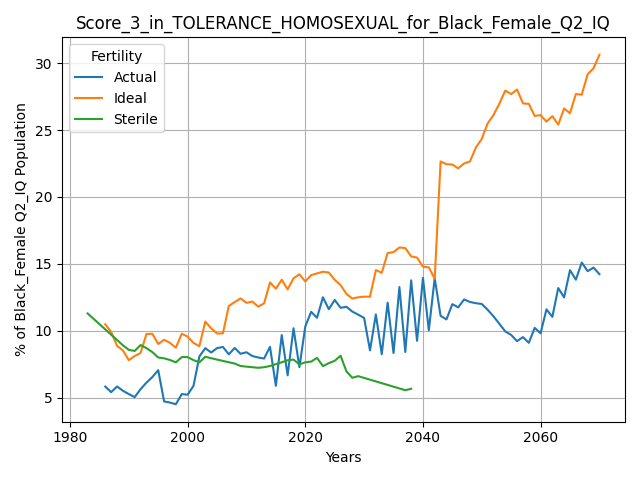 Score_3_in_TOLERANCE_HOMOSEXUAL_for_Black_Female_Q2_IQ
Fertility
Actual
Ideal
Sterile
% of Black_Female Q2_IQ Population
30
25
20
15
10
5
1980
2000
2020
2040
2060
Years